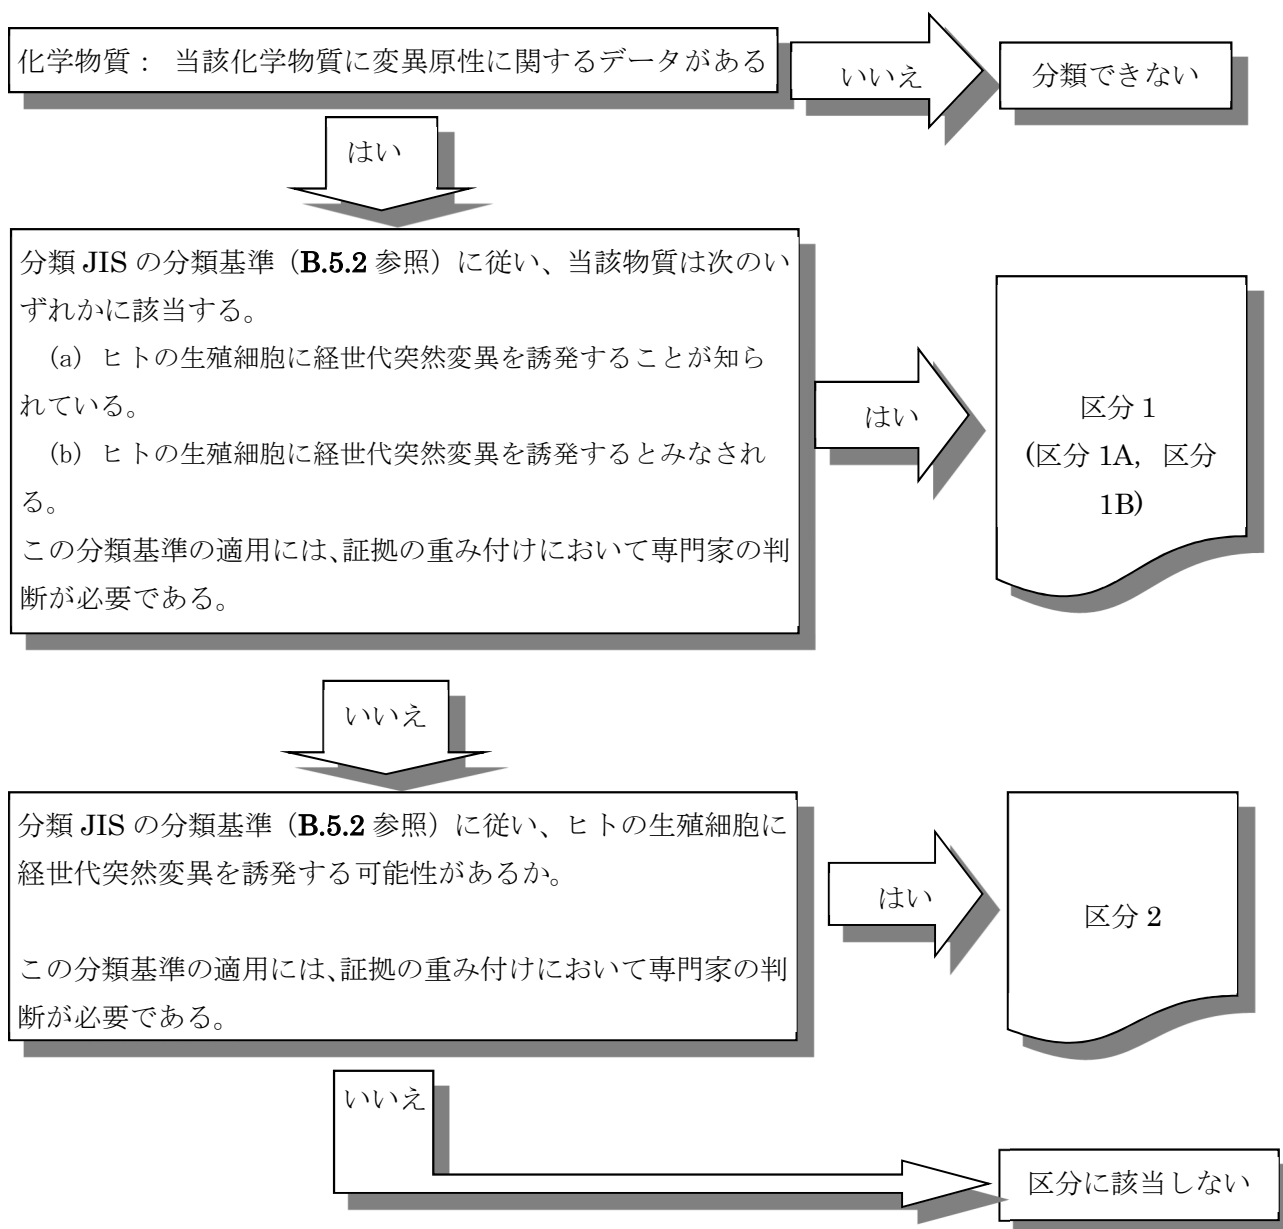 化学物質： 当該化学物質に変異原性に関するデータがある
いいえ
分類できない
はい
分類 JIS の分類基準（B.5.2 参照）に従い、当該物質は次のい
ずれかに該当する。
(a) ヒトの生殖細胞に経世代突然変異を誘発することが知ら
れている。
(b) ヒトの生殖細胞に経世代突然変異を誘発するとみなされ
る。
この分類基準の適用には、証拠の重み付けにおいて専門家の判
断が必要である。
はい
区分 1
(区分 1A, 区分
1B)
いいえ
分類 JIS の分類基準（B.5.2 参照）に従い、ヒトの生殖細胞に
経世代突然変異を誘発する可能性があるか。
この分類基準の適用には、証拠の重み付けにおいて専門家の判
断が必要である。
はい
区分 2
いいえ
区分に該当しない